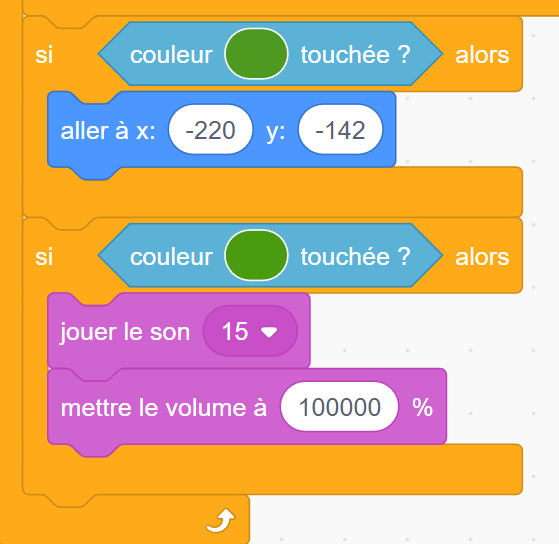 si couleur touchée ? alors
aller à x: -220 y: -142
si couleur touchée ? alors
jouer le son 15
mettre le volume à 100000 %